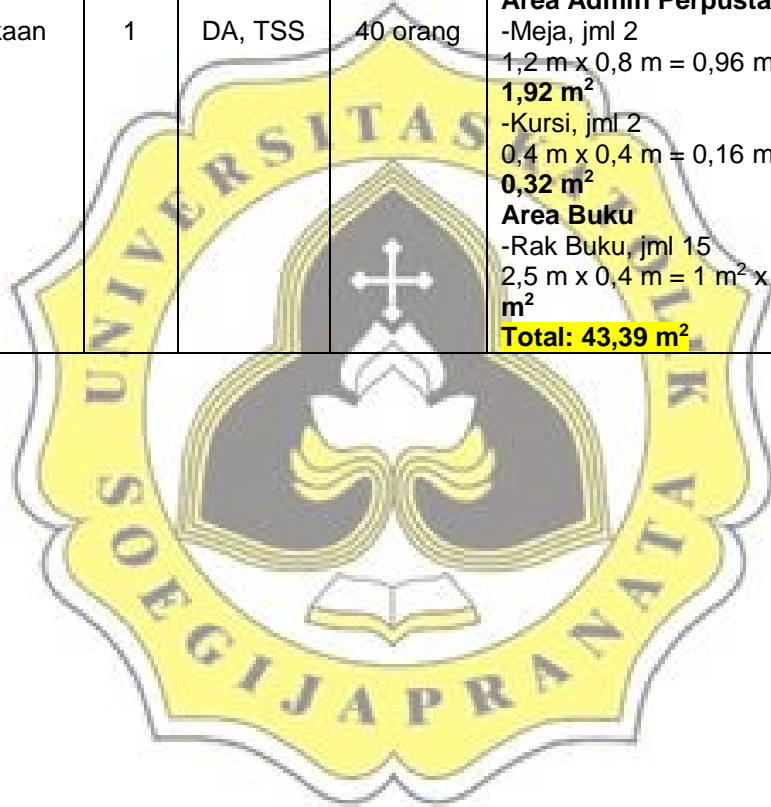 Area Admin Perpusta
kaan 1 DA, TSS 40 orang -Meja, jml 2
1,2 m x 0,8 m = 0,96 m
1,92 m²
-Kursi, jml 2
0,4 m x 0,4 m = 0,16 m
0,32 m²
Area Buku
-Rak Buku, jml 15
2,5 m x 0,4 m = 1 m² x
m²
Total: 43,39 m²
UNIVERSITAS KATOLIK
SOEGIJAPRANATA